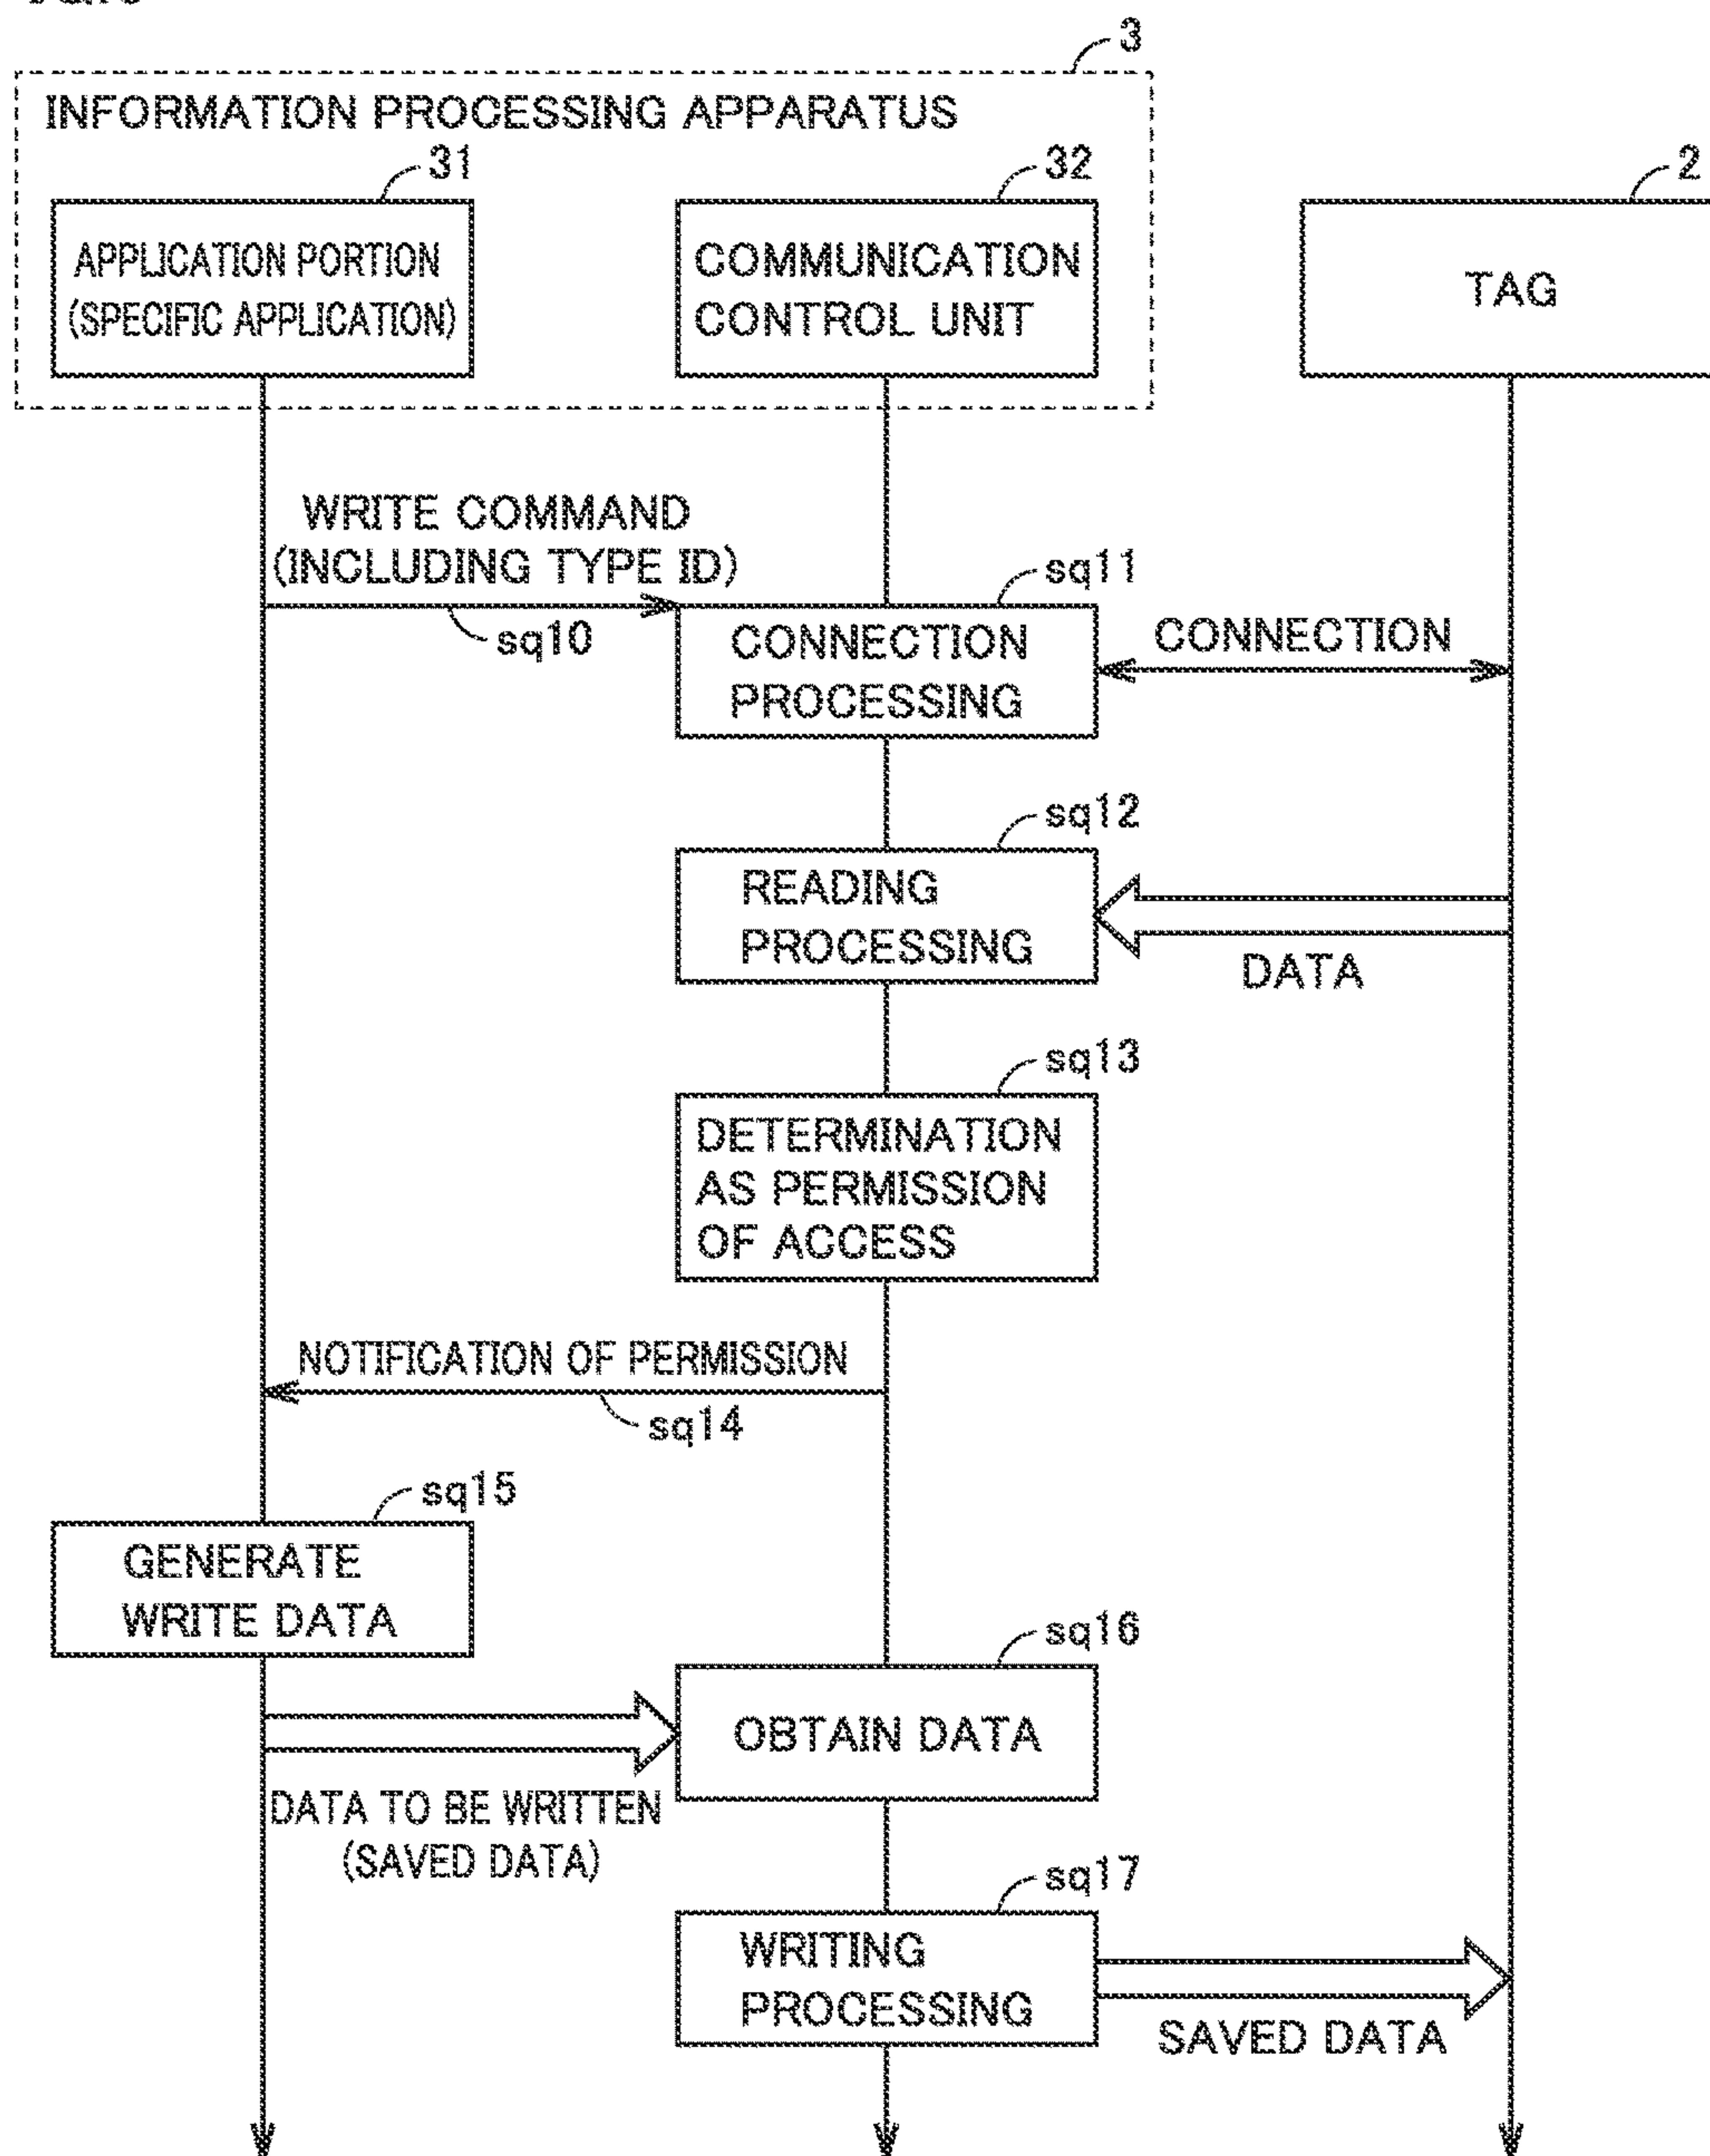 3
INFORMATION PROCESSING APPARATUS
31
32
2
APPLICATION PORTION
(SPECIFIC APPLICATION)
COMMUNICATION
CONTROL UNIT
TAG
WRITE COMMAND
(INCLUDING TYPE ID)
sq10
sq11
CONNECTION
PROCESSING
CONNECTION
sq12
READING
PROCESSING
DATA
sq13
DETERMINATION
AS PERMISSION
OF ACCESS
NOTIFICATION OF PERMISSION
sq14
sq15
GENERATE
WRITE DATA
sq16
OBTAIN DATA
DATA TO BE WRITTEN
(SAVED DATA)
sq17
WRITING
PROCESSING
SAVED DATA